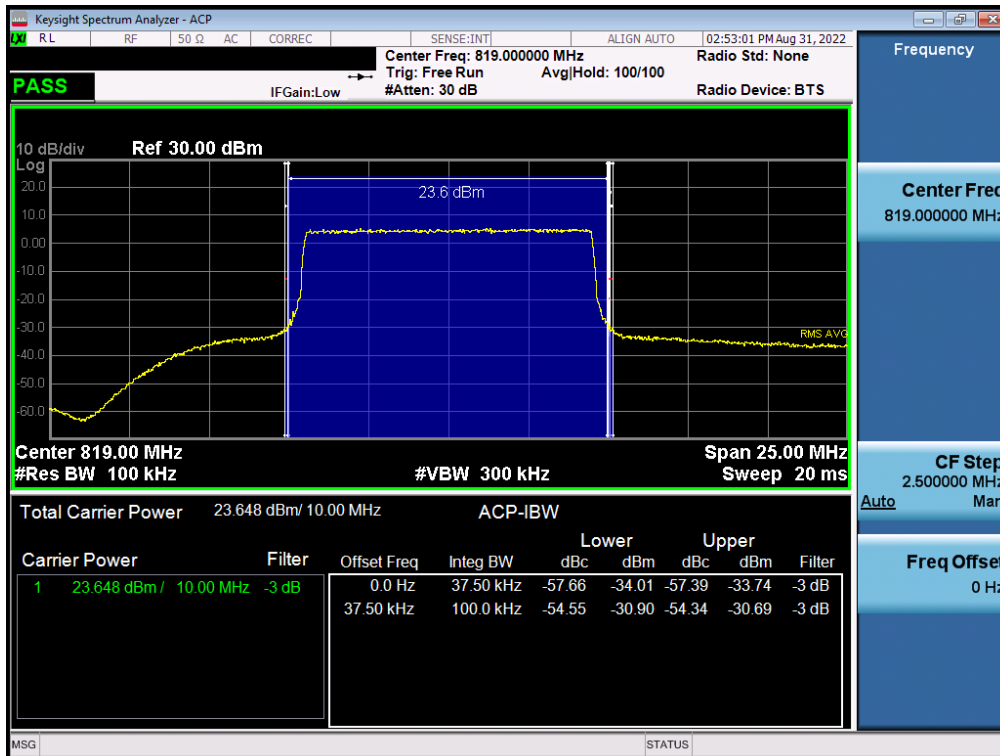 Keysight Spectrum Analyzer - ACP
LXI RL RF 50 Ω AC CORREC SENSE:INT ALIGN AUTO 02:53:01 PM Aug 31, 2022
Frequency
Center Freq: 819.000000 MHz Radio Std: None
Trig: Free Run Avg|Hold: 100/100
PASS IFGain:Low #Atten: 30 dB Radio Device: BTS
10 dB/div Ref 30.00 dBm
Log
23.6 dBm
20.0
10.0
0.00
-10.0
-20.0
-30.0
RMS AVG
-40.0
-50.0
-60.0
Center 819.00 MHz Span 25.00 MHz
#Res BW 100 kHz #VBW 300 kHz Sweep 20 ms
Center Freq
819.000000 MHz
CF Step
2.500000 MHz
Auto Man
Freq Offset
0 Hz
Total Carrier Power 23.648 dBm/ 10.00 MHz ACP-IBW
Lower Upper
Carrier Power Filter Offset Freq Integ BW dBc dBm dBc dBm Filter
1 23.648 dBm / 10.00 MHz -3 dB 0.0 Hz 37.50 kHz -57.66 -34.01 -57.39 -33.74 -3 dB
37.50 kHz 100.0 kHz -54.55 -30.90 -54.34 -30.69 -3 dB
MSG STATUS